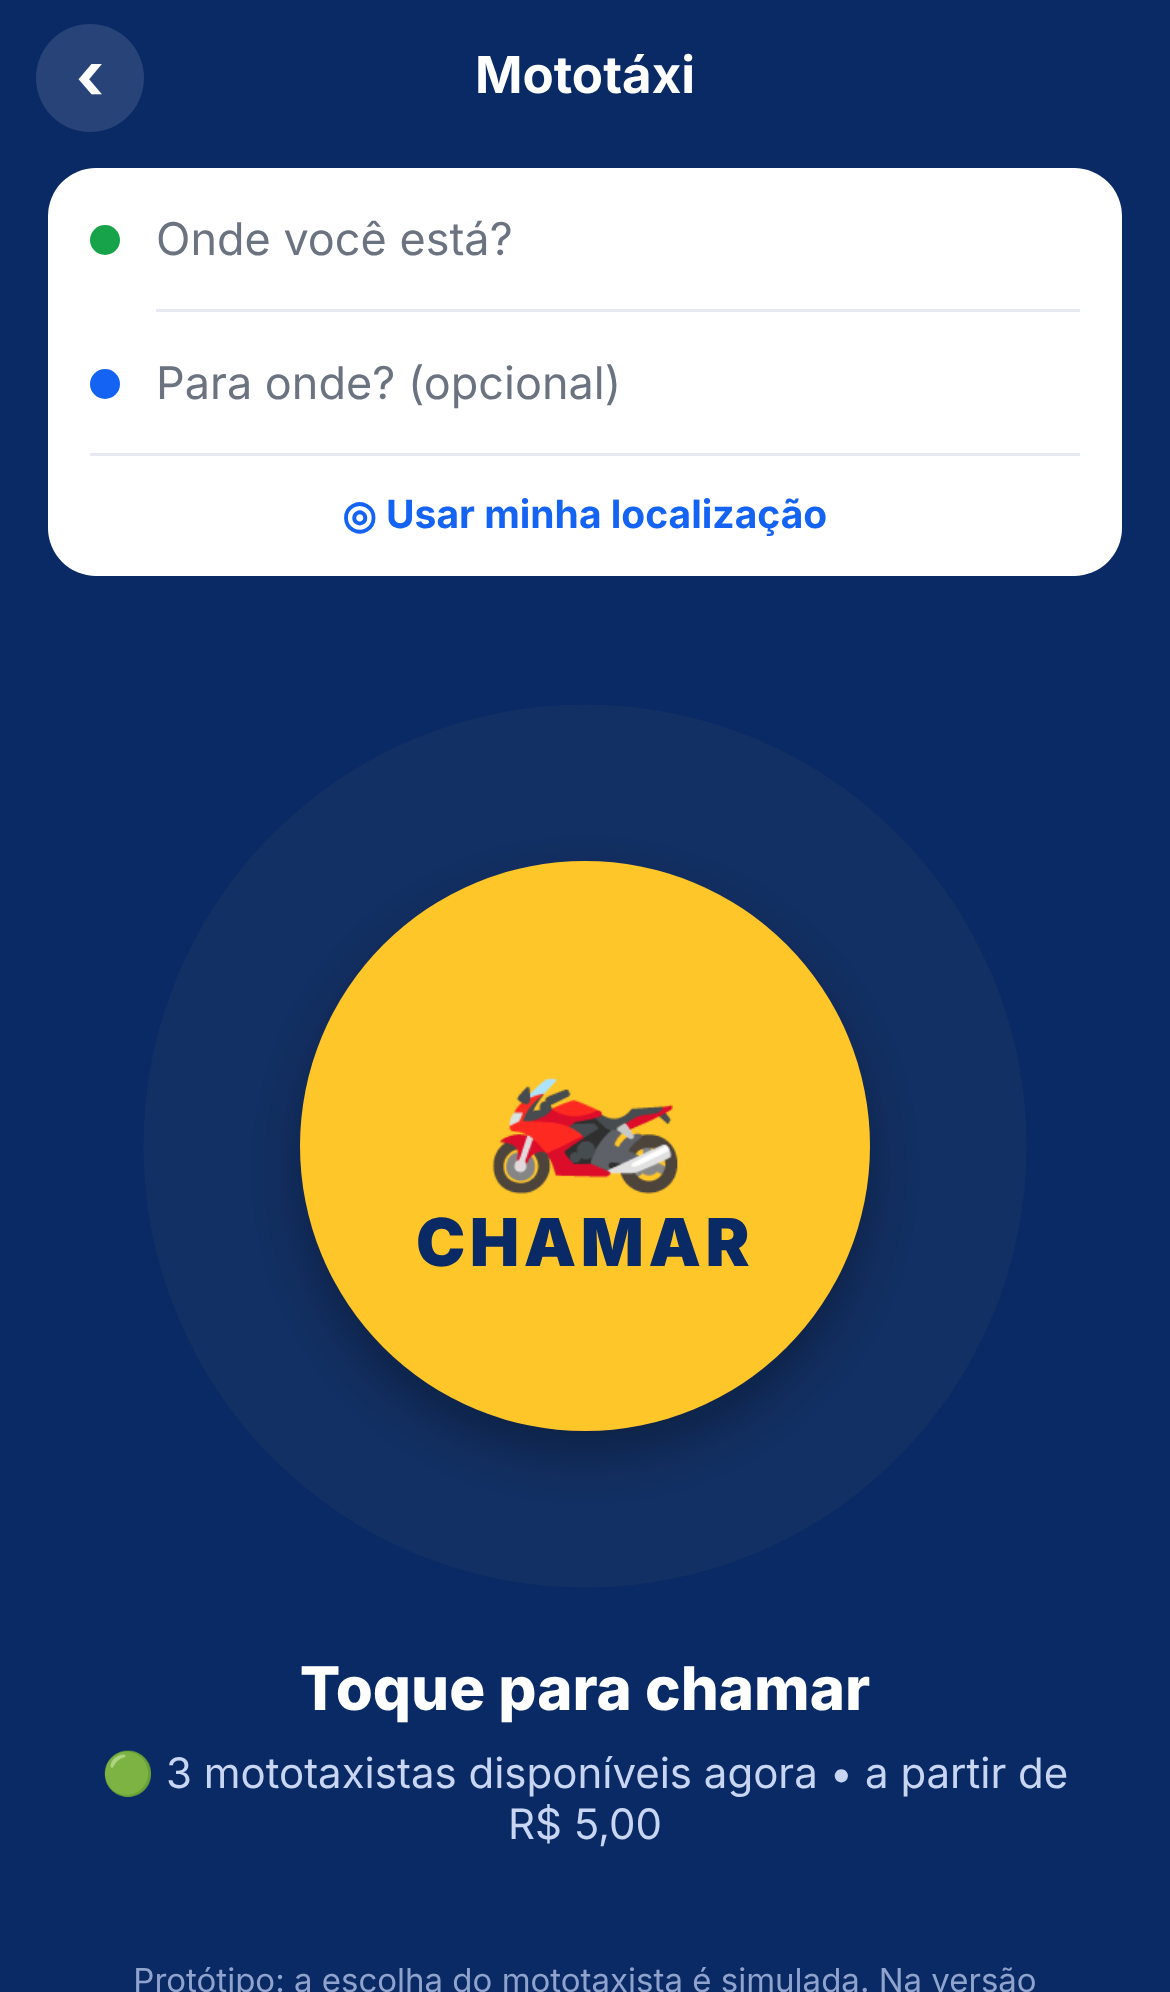 Mototáxi
Onde você está?
Para onde? (opcional)
◎ Usar minha localização
CHAMAR
Toque para chamar
🟢 3 mototaxistas disponíveis agora • a partir de
R$ 5,00
Protótipo: a escolha do mototaxista é simulada. Na versão